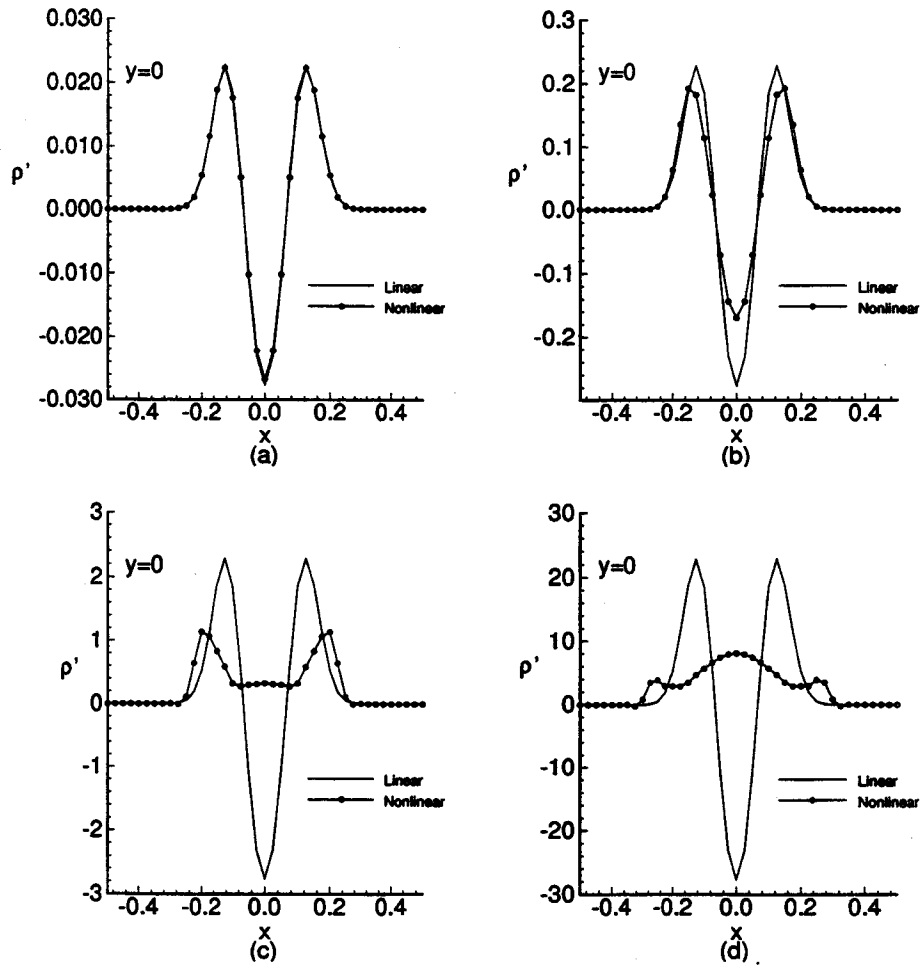 0.030
0.020
0.010
0.000
-0.010
-0.020
-0.030
ρ'
y=0
Linear
Nonlinear
-0.4 -0.2 0.0 0.2 0.4
x
(a)
0.3
0.2
0.1
0.0
-0.1
-0.2
ρ'
y=0
Linear
Nonlinear
-0.4 -0.2 0.0 0.2 0.4
x
(b)
3
2
1
0
-1
-2
-3
ρ'
y=0
Linear
Nonlinear
-0.4 -0.2 0.0 0.2 0.4
x
(c)
30
20
10
0
-10
-20
-30
ρ'
y=0
Linear
Nonlinear
-0.4 -0.2 0.0 0.2 0.4
x
(d)